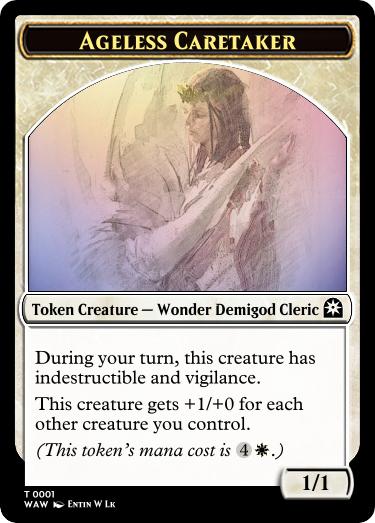 Ageless Caretaker
Token Creature — Wonder Demigod Cleric
During your turn, this creature has
indestructible and vigilance.
This creature gets +1/+0 for each
other creature you control.
(This token's mana cost is 4.)
1/1
T 0001
WAW Entin W Lk